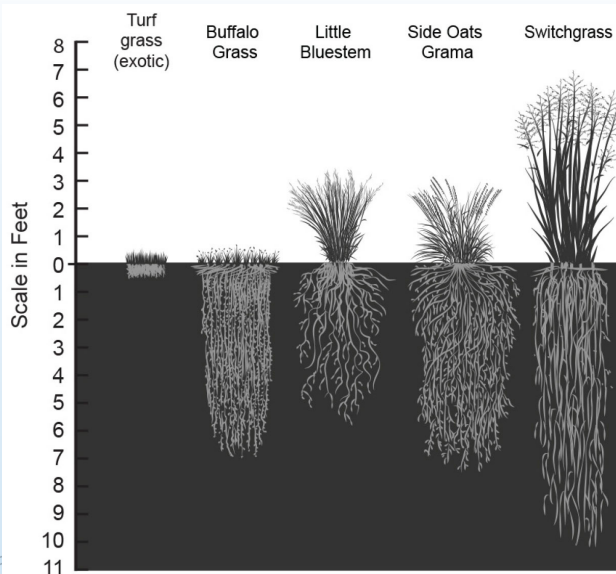 Turf
grass
(exotic)
Buffalo
Grass
Little
Bluestem
Side Oats
Grama
Switchgrass
Scale in Feet
8
7
6
5
4
3
2
1
0
1
2
3
4
5
6
7
8
9
10
11